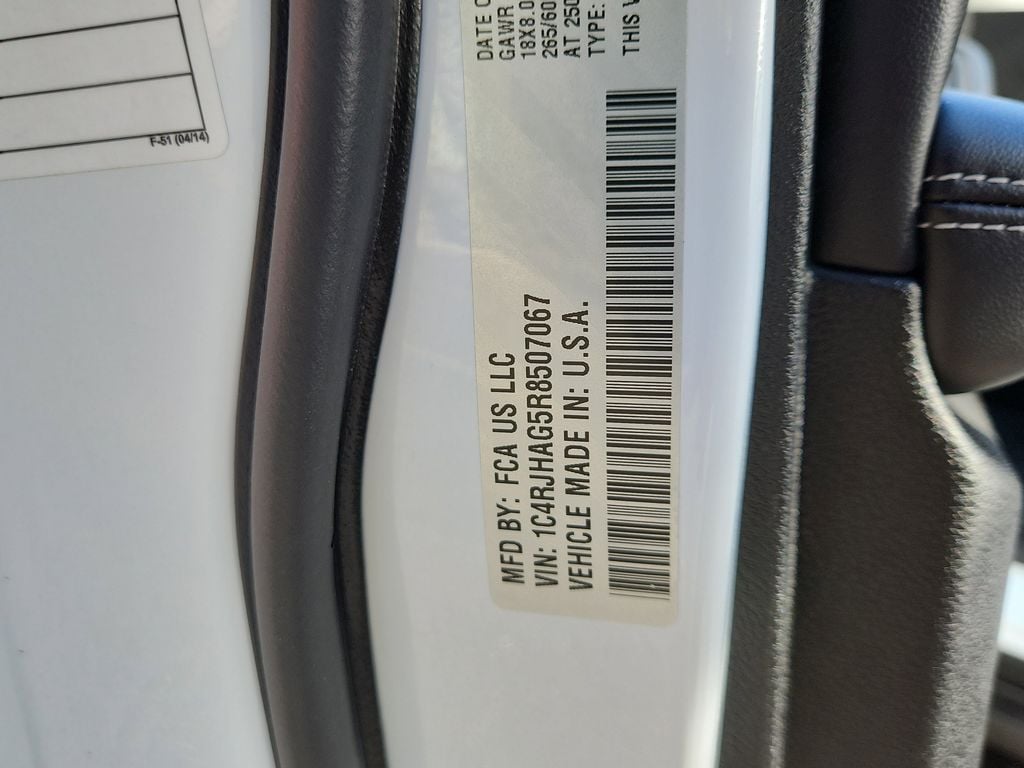 F-51 (04/14)
MFD BY: FCA US LLC
VIN: 1C4RJHAG5R8507067
VEHICLE MADE IN: U.S.A.
DATE O
GAWR
18X8.0
265/60
AT 250
TYPE:
THIS V